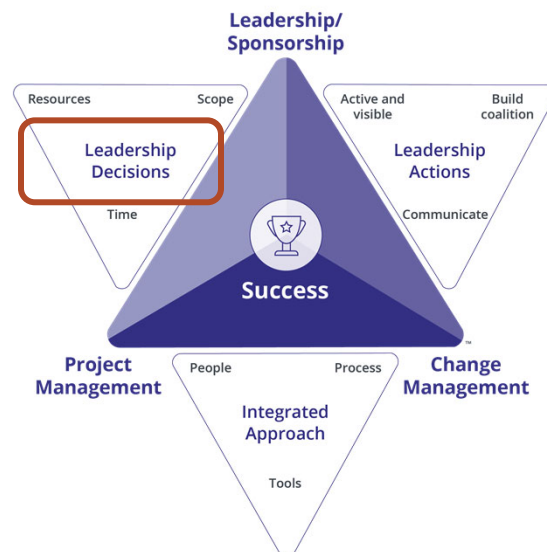 Leadership/
Sponsorship
Resources
Scope
Leadership
Decisions
Time
Active and
visible
Build
coalition
Leadership
Actions
Communicate
Success
™
Project
Management
Change
Management
People
Process
Integrated
Approach
Tools